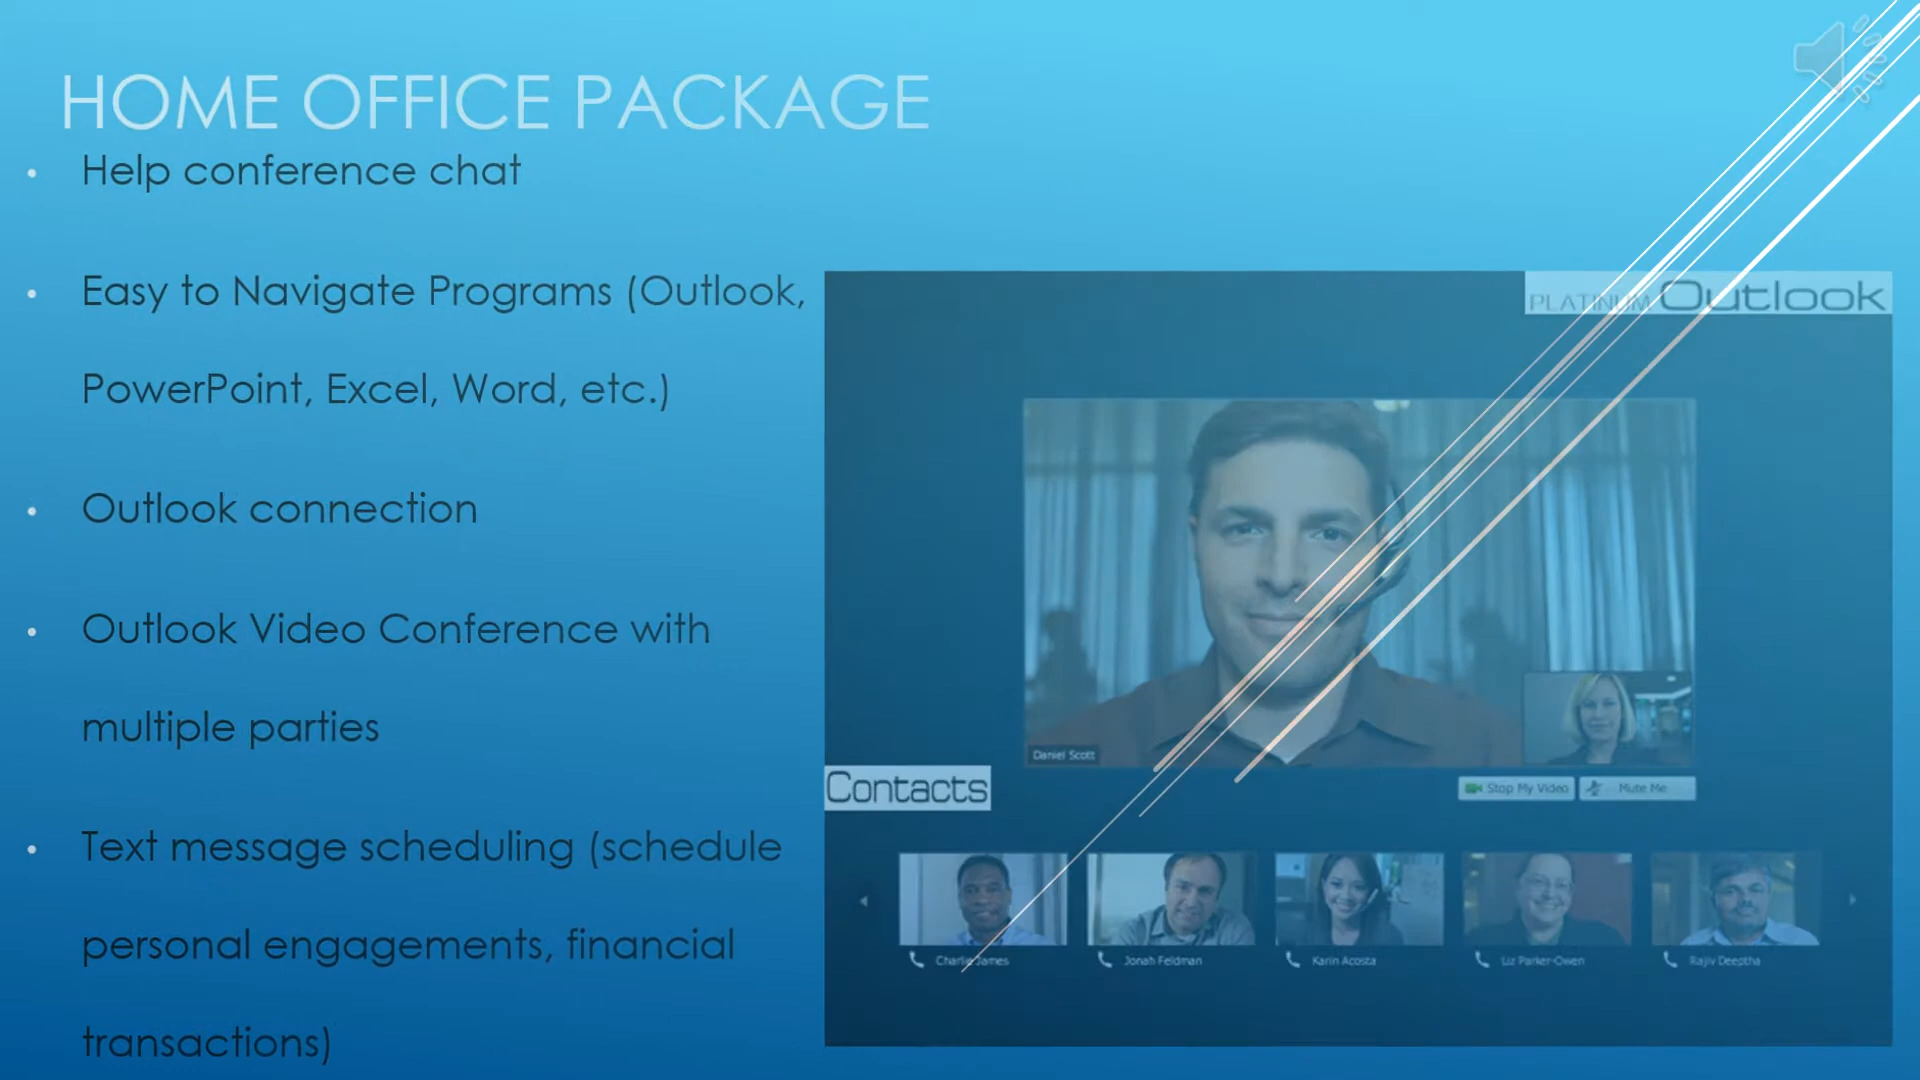 HOME OFFICE PACKAGE
• Help conference chat
• Easy to Navigate Programs (Outlook,
PowerPoint, Excel, Word, etc.)
• Outlook connection
• Outlook Video Conference with
multiple parties
• Text message scheduling (schedule
personal engagements, financial
transactions)
PLATINUM Outlook
Daniel Scott
Stop My Video
Mute Me
Contacts
Charlie James
Jonah Feldman
Karin Acosta
Liz Parker-Owen
Rajiv Deeptha